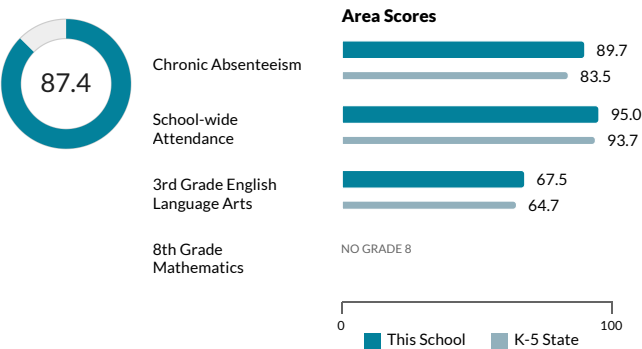 Area Scores
87.4
Chronic Absenteeism
89.7
83.5
School-wide
Attendance
95.0
93.7
3rd Grade English
Language Arts
67.5
64.7
8th Grade
Mathematics
NO GRADE 8
0
100
This School
K-5 State